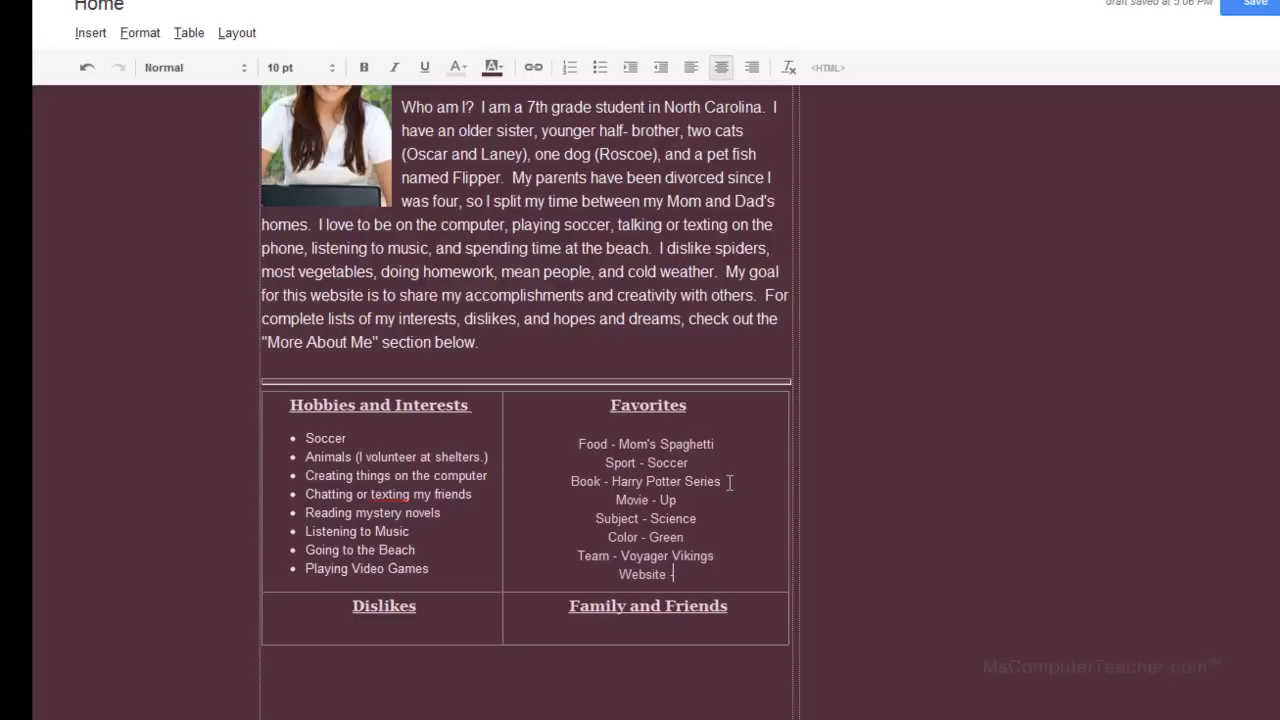 Home
draft saved at 5:06 PM
Save
Insert Format Table Layout
Normal 10 pt B I U A A <HTML>
Who am I?  I am a 7th grade student in North Carolina.  I
have an older sister, younger half- brother, two cats
(Oscar and Laney), one dog (Roscoe), and a pet fish
named Flipper.  My parents have been divorced since I
was four, so I split my time between my Mom and Dad's
homes.  I love to be on the computer, playing soccer, talking or texting on the
phone, listening to music, and spending time at the beach.  I dislike spiders,
most vegetables, doing homework, mean people, and cold weather.  My goal
for this website is to share my accomplishments and creativity with others.  For
complete lists of my interests, dislikes, and hopes and dreams, check out the
"More About Me" section below.
Hobbies and Interests
• Soccer
• Animals (I volunteer at shelters.)
• Creating things on the computer
• Chatting or texting my friends
• Reading mystery novels
• Listening to Music
• Going to the Beach
• Playing Video Games
Favorites
Food - Mom's Spaghetti
Sport - Soccer
Book - Harry Potter Series
Movie - Up
Subject - Science
Color - Green
Team - Voyager Vikings
Website -
Dislikes
Family and Friends
MsComputerTeacher.com™